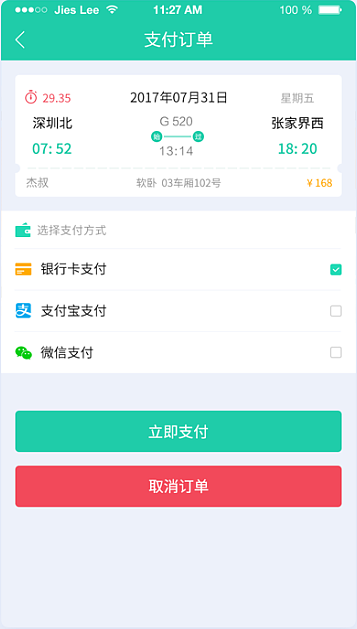 Jies Lee 11:27 AM 100 %
支付订单
29.35 2017年07月31日 星期五
深圳北 G 520 张家界西
始 过
07: 52 13:14 18: 20
杰叔 软卧 03车厢102号 ￥168
选择支付方式
银行卡支付
支付宝支付
微信支付
立即支付
取消订单